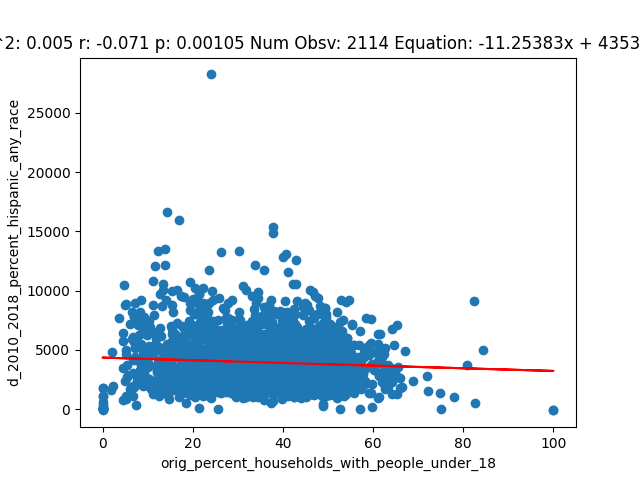 ^2: 0.005 r: -0.071 p: 0.00105 Num Obsv: 2114 Equation: -11.25383x + 4353
25000
20000
15000
10000
5000
0
d_2010_2018_percent_hispanic_any_race
0 20 40 60 80 100
orig_percent_households_with_people_under_18